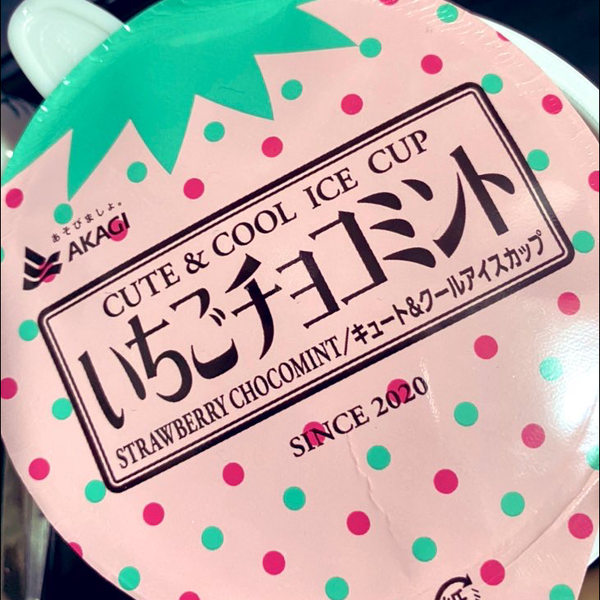 あそびましょ。
AKAGI
CUTE & COOL ICE CUP
いちごチョコミント
STRAWBERRY CHOCOMINT/キュート&クールアイスカップ
SINCE 2020